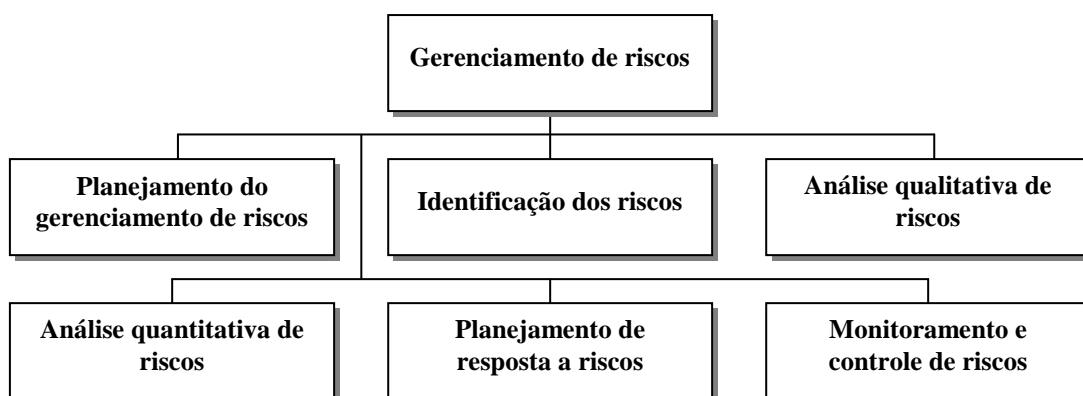 Gerenciamento de riscos
Planejamento do
gerenciamento de riscos
Identificação dos riscos
Análise qualitativa de
riscos
Análise quantitativa de
riscos
Planejamento de
resposta a riscos
Monitoramento e
controle de riscos